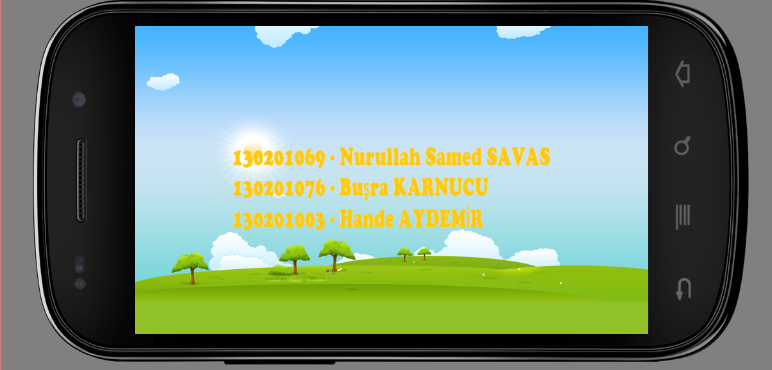 130201069 - Nurullah Samed SAVAS
130201076 - Buşra KARNUCU
130201003 - Hande AYDEMİR